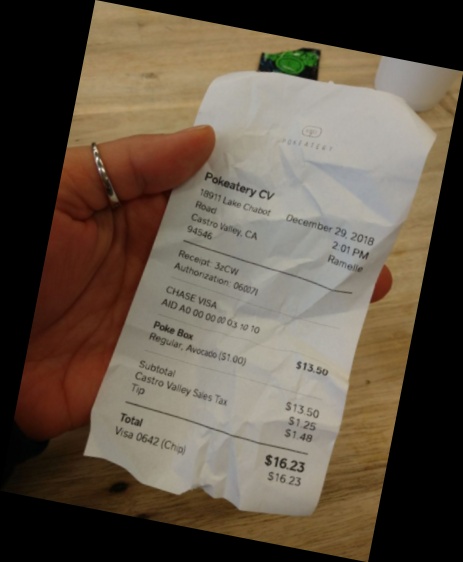 POKEATERY
Pokeatery CV
18911 Lake Chabot Road
Castro Valley, CA 94546
December 29, 2018
2:01 PM
Ramelle
Receipt: 3zCW
Authorization: 060071
CHASE VISA
AID A0 00 00 00 03 10 10
Poke Box $13.50
Regular, Avocado ($1.00)
Subtotal $13.50
Castro Valley Sales Tax $1.25
Tip $1.48
Total $16.23
Visa 0642 (Chip) $16.23